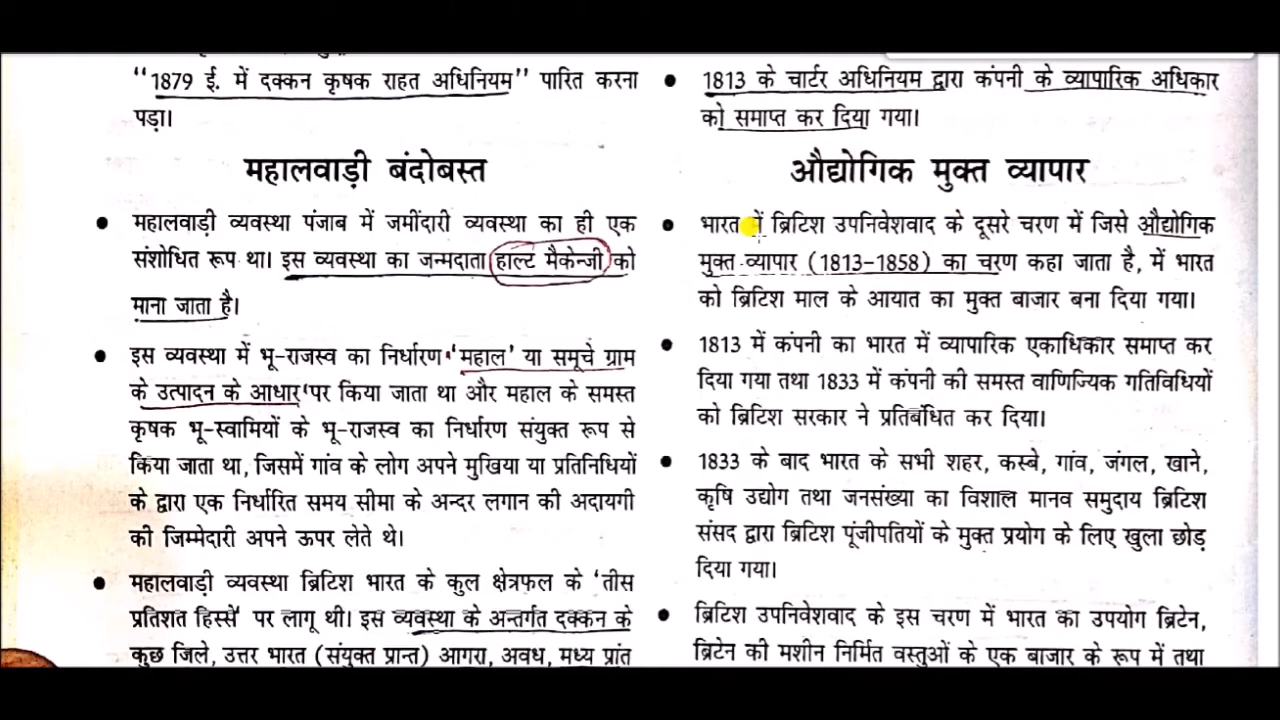 “1879 ई. में दक्कन कृषक राहत अधिनियम” पारित करना
पड़ा।
महालवाड़ी बंदोबस्त
● महालवाड़ी व्यवस्था पंजाब में जमींदारी व्यवस्था का ही एक
संशोधित रूप था। इस व्यवस्था का जन्मदाता हाल्ट मैकेन्जी को
माना जाता है।
● इस व्यवस्था में भू-राजस्व का निर्धारण 'महाल' या समूचे ग्राम
के उत्पादन के आधार पर किया जाता था और महाल के समस्त
कृषक भू-स्वामियों के भू-राजस्व का निर्धारण संयुक्त रूप से
किया जाता था, जिसमें गांव के लोग अपने मुखिया या प्रतिनिधियों
के द्वारा एक निर्धारित समय सीमा के अन्दर लगान की अदायगी
की जिम्मेदारी अपने ऊपर लेते थे।
● महालवाड़ी व्यवस्था ब्रिटिश भारत के कुल क्षेत्रफल के 'तीस
प्रतिशत हिस्से' पर लागू थी। इस व्यवस्था के अन्तर्गत दक्कन के
कुछ जिले, उत्तर भारत (संयुक्त प्रान्त) आगरा, अवध, मध्य प्रांत
● 1813 के चार्टर अधिनियम द्वारा कंपनी के व्यापारिक अधिकार
को समाप्त कर दिया गया।
औद्योगिक मुक्त व्यापार
● भारत में ब्रिटिश उपनिवेशवाद के दूसरे चरण में जिसे औद्योगिक
मुक्त व्यापार (1813-1858) का चरण कहा जाता है, में भारत
को ब्रिटिश माल के आयात का मुक्त बाजार बना दिया गया।
● 1813 में कंपनी का भारत में व्यापारिक एकाधिकार समाप्त कर
दिया गया तथा 1833 में कंपनी की समस्त वाणिज्यिक गतिविधियों
को ब्रिटिश सरकार ने प्रतिबंधित कर दिया।
● 1833 के बाद भारत के सभी शहर, कस्बे, गांव, जंगल, खाने,
कृषि उद्योग तथा जनसंख्या का विशाल मानव समुदाय ब्रिटिश
संसद द्वारा ब्रिटिश पूंजीपतियों के मुक्त प्रयोग के लिए खुला छोड़
दिया गया।
● ब्रिटिश उपनिवेशवाद के इस चरण में भारत का उपयोग ब्रिटेन,
ब्रिटेन की मशीन निर्मित वस्तुओं के एक बाजार के रूप में तथा